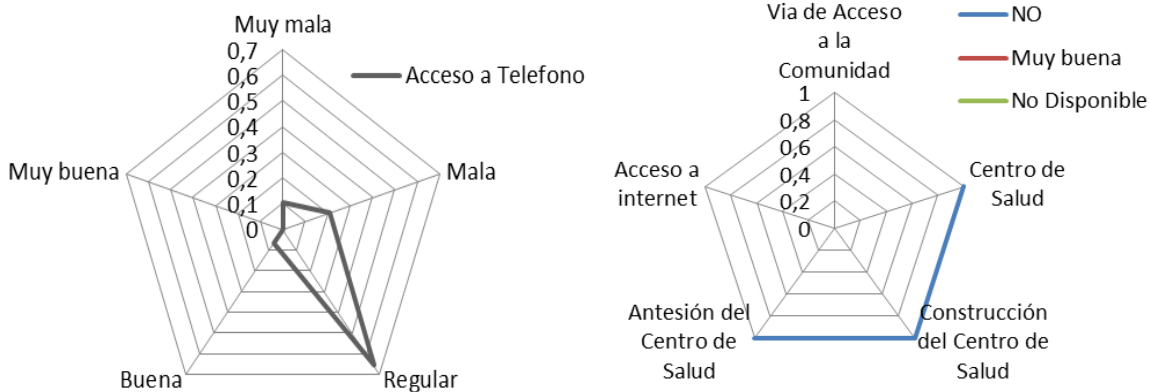 Muy mala
0,7
0,6
0,5
0,4
0,3
0,2
0,1
0
Acceso a Telefono
Muy buena
Mala
Buena
Regular
Via de Acceso
a la
Comunidad
1
0,8
0,6
0,4
0,2
0
NO
Muy buena
No Disponible
Acceso a
internet
Centro de
Salud
Antesión del
Centro de
Salud
Construcción
del Centro de
Salud